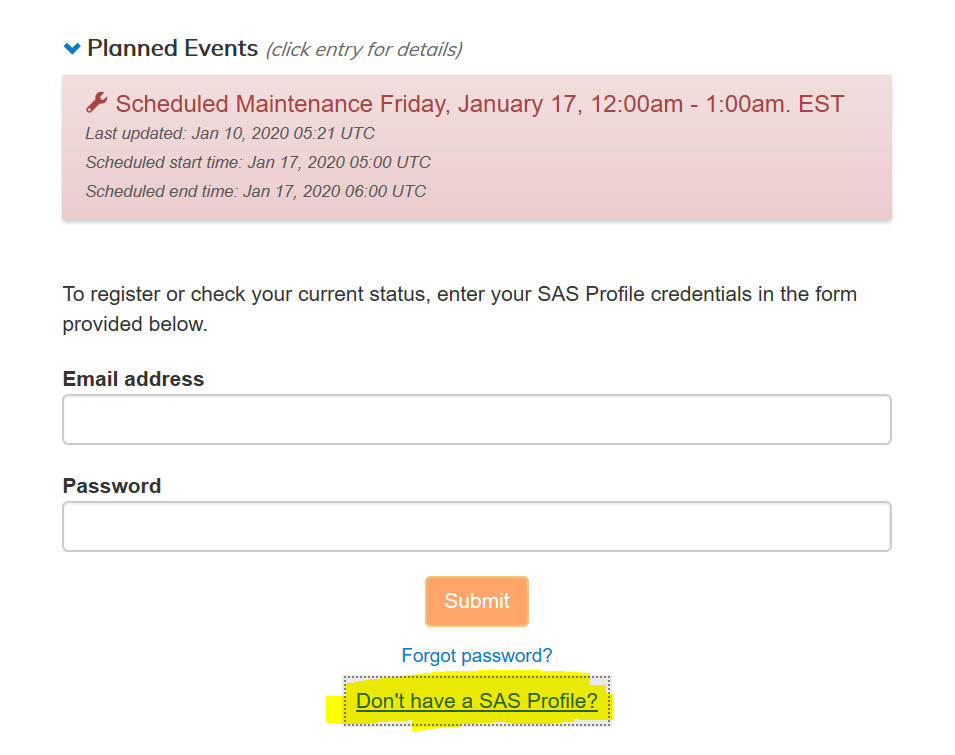 Planned Events (click entry for details)
Scheduled Maintenance Friday, January 17, 12:00am - 1:00am. EST
Last updated: Jan 10, 2020 05:21 UTC
Scheduled start time: Jan 17, 2020 05:00 UTC
Scheduled end time: Jan 17, 2020 06:00 UTC
To register or check your current status, enter your SAS Profile credentials in the form
provided below.
Email address
Password
Submit
Forgot password?
Don't have a SAS Profile?